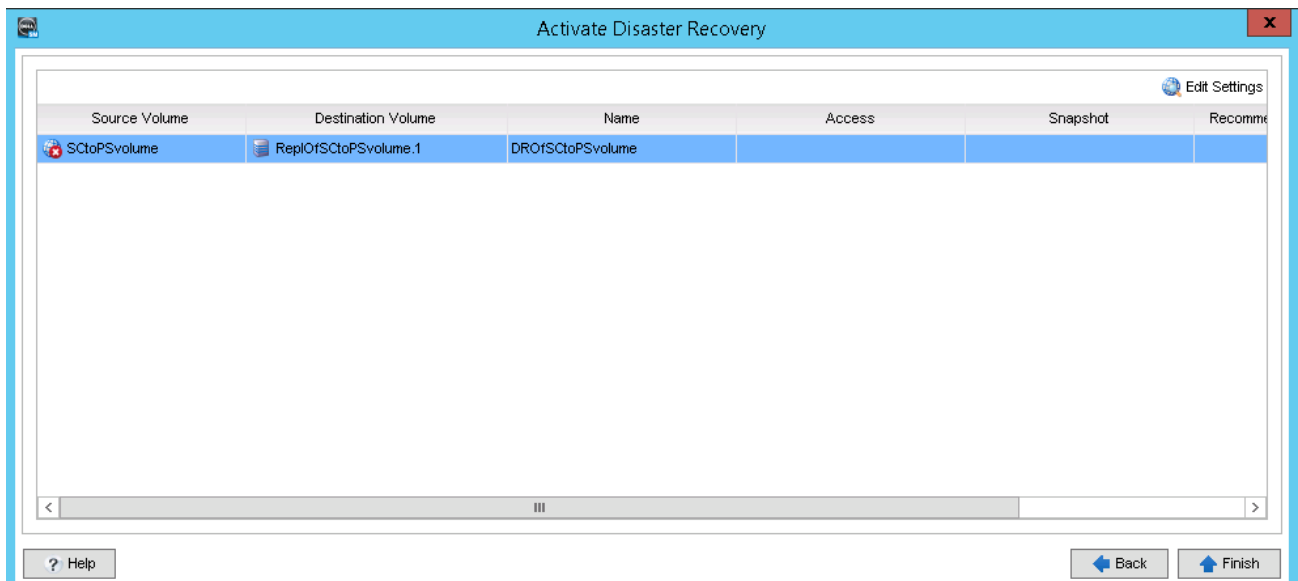 Activate Disaster Recovery
x
Edit Settings
Source Volume Destination Volume Name Access Snapshot Recomme
SCtoPSvolume ReplOfSCtoPSvolume.1 DROfSCtoPSvolume
? Help Back Finish